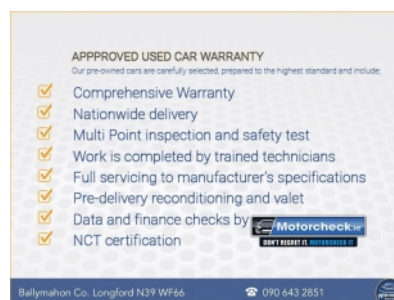 APPPROVED USED CAR WARRANTY
Our pre-owned cars are carefully selected, prepared to the highest standard and include;
Comprehensive Warranty
Nationwide delivery
Multi Point inspection and safety test
Work is completed by trained technicians
Full servicing to manufacturer's specifications
Pre-delivery reconditioning and valet
Data and finance checks by Motorcheck.ie
DON'T REGRET IT, MOTORCHECK IT
NCT certification
Ballymahon Co. Longford N39 WF66 090 643 2851